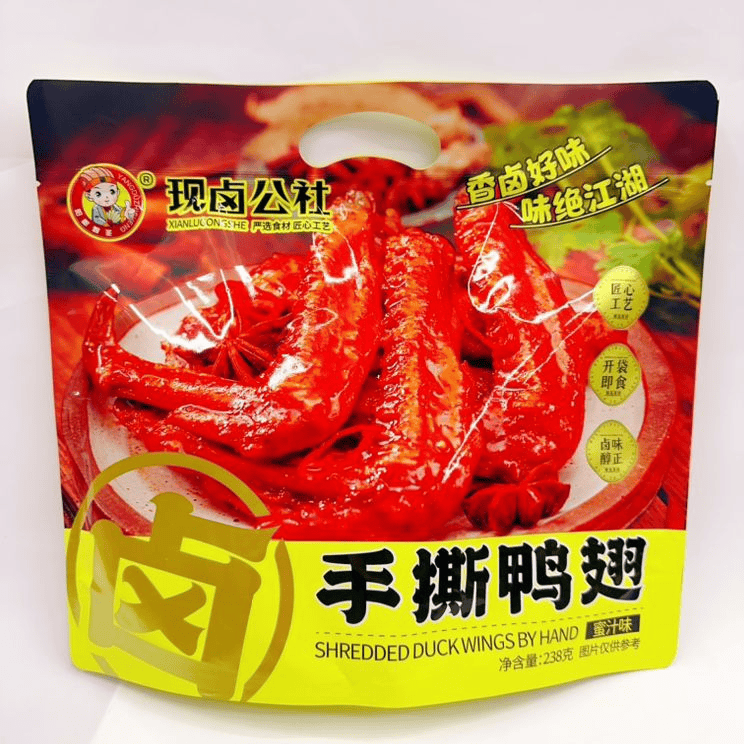 YANGOUZHENG
®
现卤公社
XIANLUGONGSHE 严选食材 匠心工艺
香卤好味
味绝江湖
匠心
工艺
开袋
即食
卤味
醇正
卤
手撕鸭翅
SHREDDED DUCK WINGS BY HAND 蜜汁味
净含量:238克 图片仅供参考